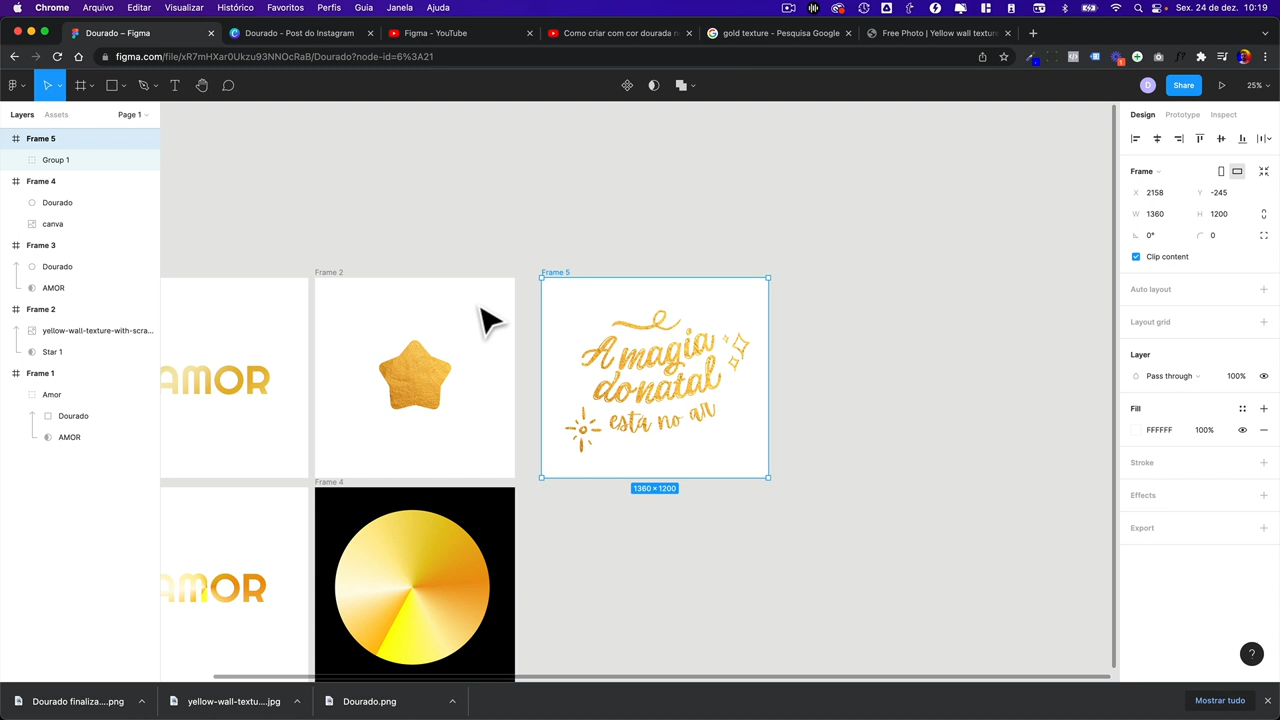 Chrome Arquivo Editar Visualizar Histórico Favoritos Perfis Guia Janela Ajuda
Sex. 24 de dez. 10:19
Dourado – Figma
Dourado - Post do Instagram
Figma - YouTube
Como criar com cor dourada n
gold texture - Pesquisa Google
Free Photo | Yellow wall texture
figma.com/file/xR7mHXar0Ukzu93NNOcRaB/Dourado?node-id=6%3A21
Share
25%
Layers Assets Page 1
Frame 5
Group 1
Frame 4
Dourado
canva
Frame 3
Dourado
AMOR
Frame 2
yellow-wall-texture-with-scra...
Star 1
Frame 1
Amor
Dourado
AMOR
Frame 2
Frame 5
AMOR
A magia
do natal
está no ar
1360 × 1200
Frame 4
AMOR
Design Prototype Inspect
Frame
X 2158 Y -245
W 1360 H 1200
0° 0
Clip content
Auto layout
Layout grid
Layer
Pass through 100%
Fill
FFFFFF 100%
Stroke
Effects
Export
?
Dourado finaliza....png
yellow-wall-textu....jpg
Dourado.png
Mostrar tudo